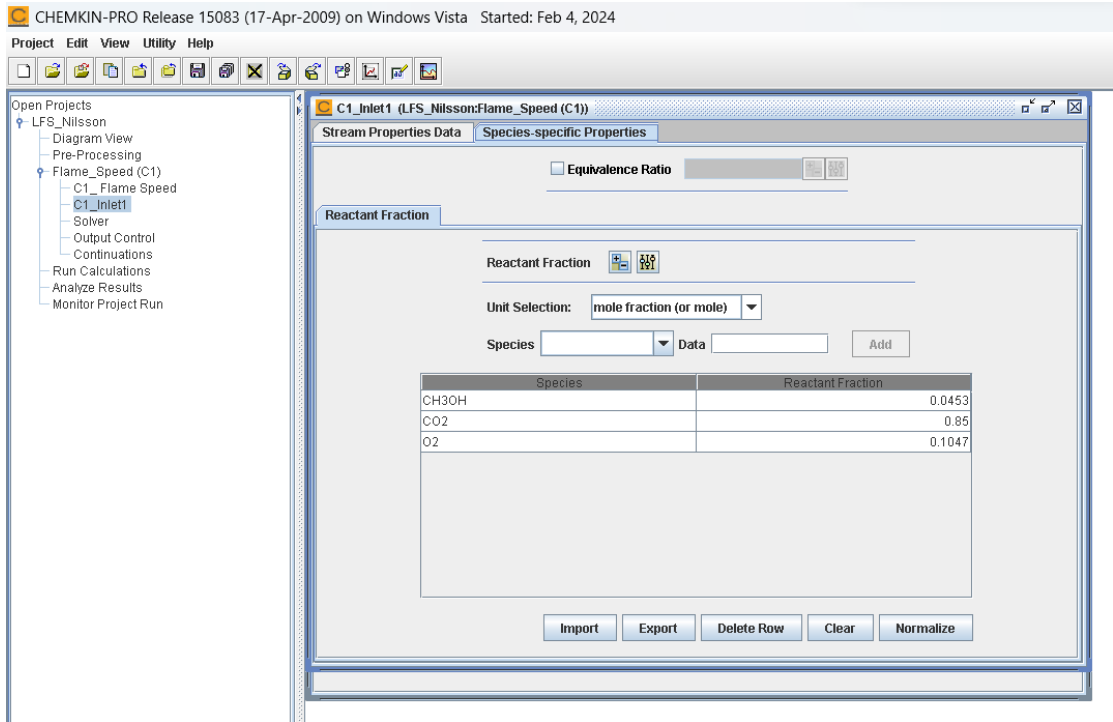 CHEMKIN-PRO Release 15083 (17-Apr-2009) on Windows Vista Started: Feb 4, 2024
Project Edit View Utility Help
Open Projects
LFS_Nilsson
Diagram View
Pre-Processing
Flame_Speed (C1)
C1_ Flame Speed
C1_Inlet1
Solver
Output Control
Continuations
Run Calculations
Analyze Results
Monitor Project Run
C1_Inlet1 (LFS_Nilsson:Flame_Speed (C1))
Stream Properties Data Species-specific Properties
Equivalence Ratio
Reactant Fraction
Reactant Fraction
Unit Selection: mole fraction (or mole)
Species Data Add
Species Reactant Fraction
CH3OH 0.0453
CO2 0.85
O2 0.1047
Import Export Delete Row Clear Normalize